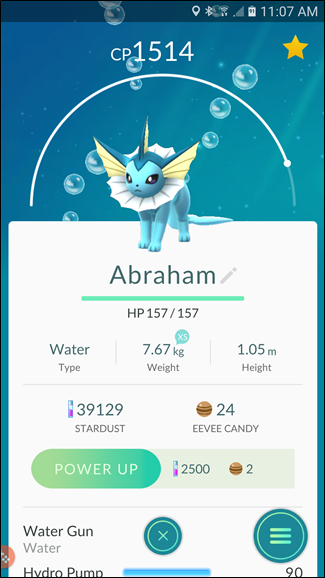 11:07 AM
CP1514
Abraham
HP 157 / 157
XS
Water 7.67 kg 1.05 m
Type Weight Height
39129 24
STARDUST EEVEE CANDY
POWER UP 2500 2
Water Gun
Water
Hydro Pump 90